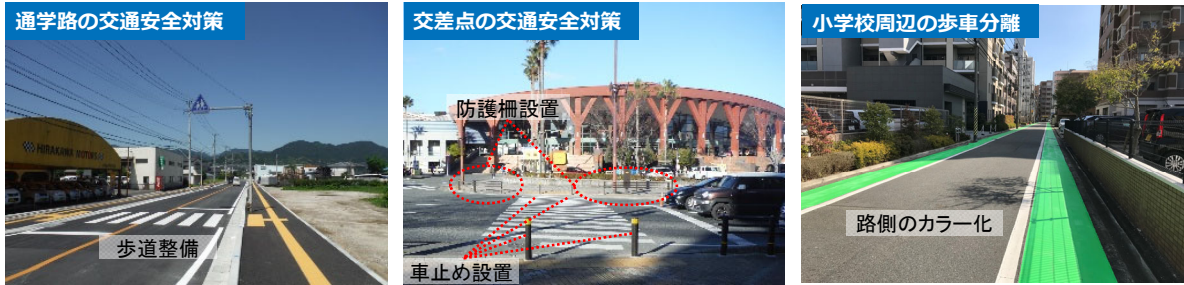 通学路の交通安全対策
HIRAKAWA MOTORS
歩道整備
交差点の交通安全対策
防護柵設置
車止め設置
小学校周辺の歩車分離
路側のカラー化